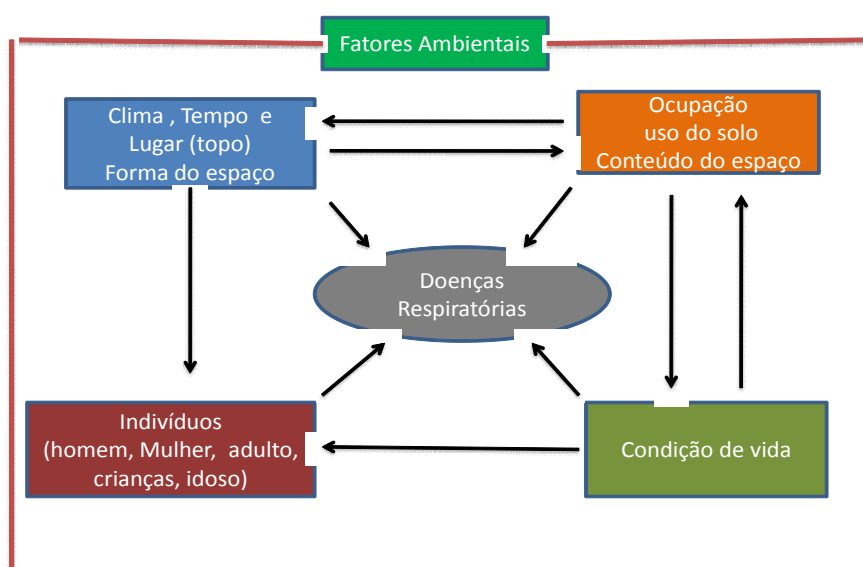 Fatores Ambientais
Clima , Tempo e
Lugar (topo)
Forma do espaço
Ocupação
uso do solo
Conteúdo do espaço
Doenças
Respiratórias
Indivíduos
(homem, Mulher, adulto,
crianças, idoso)
Condição de vida